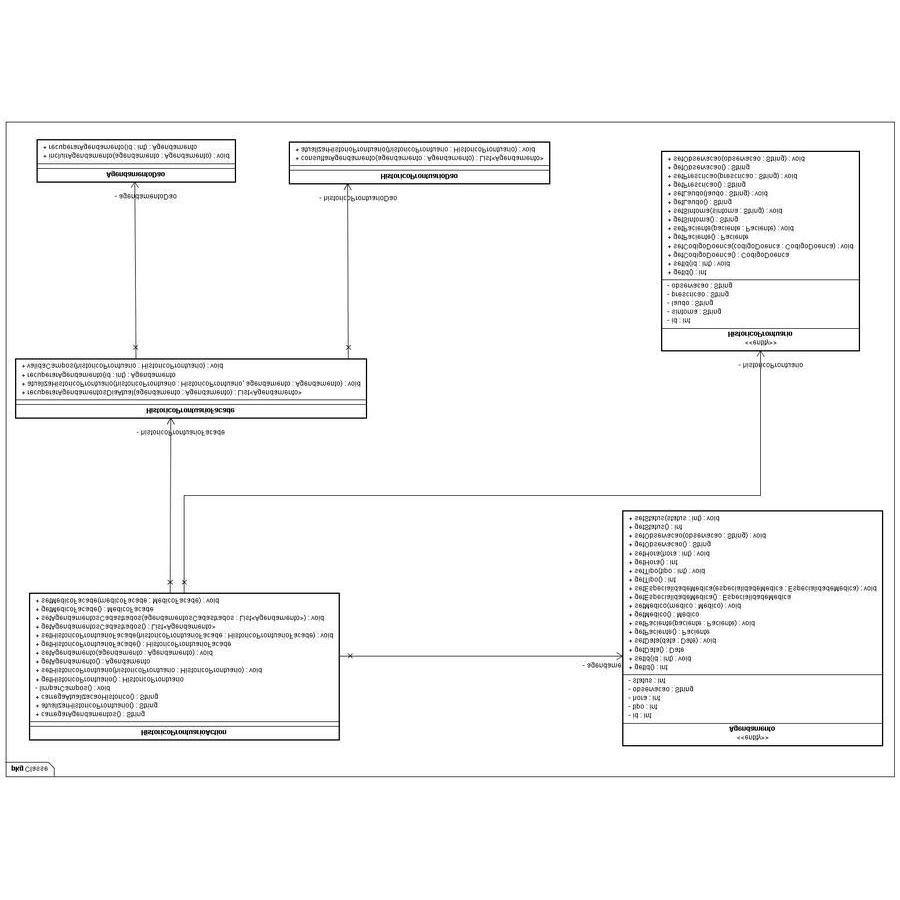 pkg Classe
HistoricoProntuarioAction
+ carregarAgendamentos() : String
+ atualizarHistoricoProntuario() : String
+ carregaAtualizacaoHistorico() : String
- limparCampos() : void
+ getHistoricoProntuario() : HistoricoProntuario
+ setHistoricoProntuario(historicoProntuario : HistoricoProntuario) : void
+ getAgendamento() : Agendamento
+ setAgendamento(agendamento : Agendamento) : void
+ getHistoricoProntuarioFacade() : HistoricoProntuarioFacade
+ setHistoricoProntuarioFacade(historicoProntuarioFacade : HistoricoProntuarioFacade) : void
+ getAgendamentosCadastrados() : List<Agendamento>
+ setAgendamentosCadastrados(agendamentosCadastrados : List<Agendamento>) : void
+ getMedicoFacade() : MedicoFacade
+ setMedicoFacade(medicoFacade : MedicoFacade) : void
- agendame
<<entity>>
Agendamento
- id : int
- tipo : int
- hora : int
- observacao : String
- status : int
+ getId() : int
+ setId(id : int) : void
+ getData() : Date
+ setData(data : Date) : void
+ getPaciente() : Paciente
+ setPaciente(paciente : Paciente) : void
+ getMedico() : Medico
+ setMedico(medico : Medico) : void
+ getEspecialidadeMedica() : EspecialidadeMedica
+ setEspecialidadeMedica(especialidadeMedica : EspecialidadeMedica) : void
+ getTipo() : int
+ setTipo(tipo : int) : void
+ getHora() : int
+ setHora(hora : int) : void
+ getObservacao() : String
+ setObservacao(observacao : String) : void
+ getStatus() : int
+ setStatus(status : int) : void
- historicoProntuarioFacade
HistoricoProntuarioFacade
+ recuperarAgendamentosDiaAtual(agendamento : Agendamento) : List<Agendamento>
+ atualizarHistoricoProntuario(historicoProntuario : HistoricoProntuario, agendamento : Agendamento) : void
+ recuperarAgendamento(id : int) : Agendamento
+ validaCampos(historicoProntuario : HistoricoProntuario) : void
- historicoProntuario
<<entity>>
HistoricoProntuario
- id : int
- sintoma : String
- laudo : String
- prescricao : String
- observacao : String
+ getId() : int
+ setId(id : int) : void
+ getCodigoDoenca() : CodigoDoenca
+ setCodigoDoenca(codigoDoenca : CodigoDoenca) : void
+ getPaciente() : Paciente
+ setPaciente(paciente : Paciente) : void
+ getSintoma() : String
+ setSintoma(sintoma : String) : void
+ getLaudo() : String
+ setLaudo(laudo : String) : void
+ getPrescricao() : String
+ setPrescricao(prescricao : String) : void
+ getObservacao() : String
+ setObservacao(observacao : String) : void
- agendamentoDao
AgendamentoDao
+ incluirAgendamento(agendamento : Agendamento) : void
+ recuperarAgendamento(id : int) : Agendamento
- historicoProntuarioDao
HistoricoProntuarioDao
+ consultarAgendamento(agendamento : Agendamento) : List<Agendamento>
+ atualizarHistoricoProntuario(historicoProntuario : HistoricoProntuario) : void